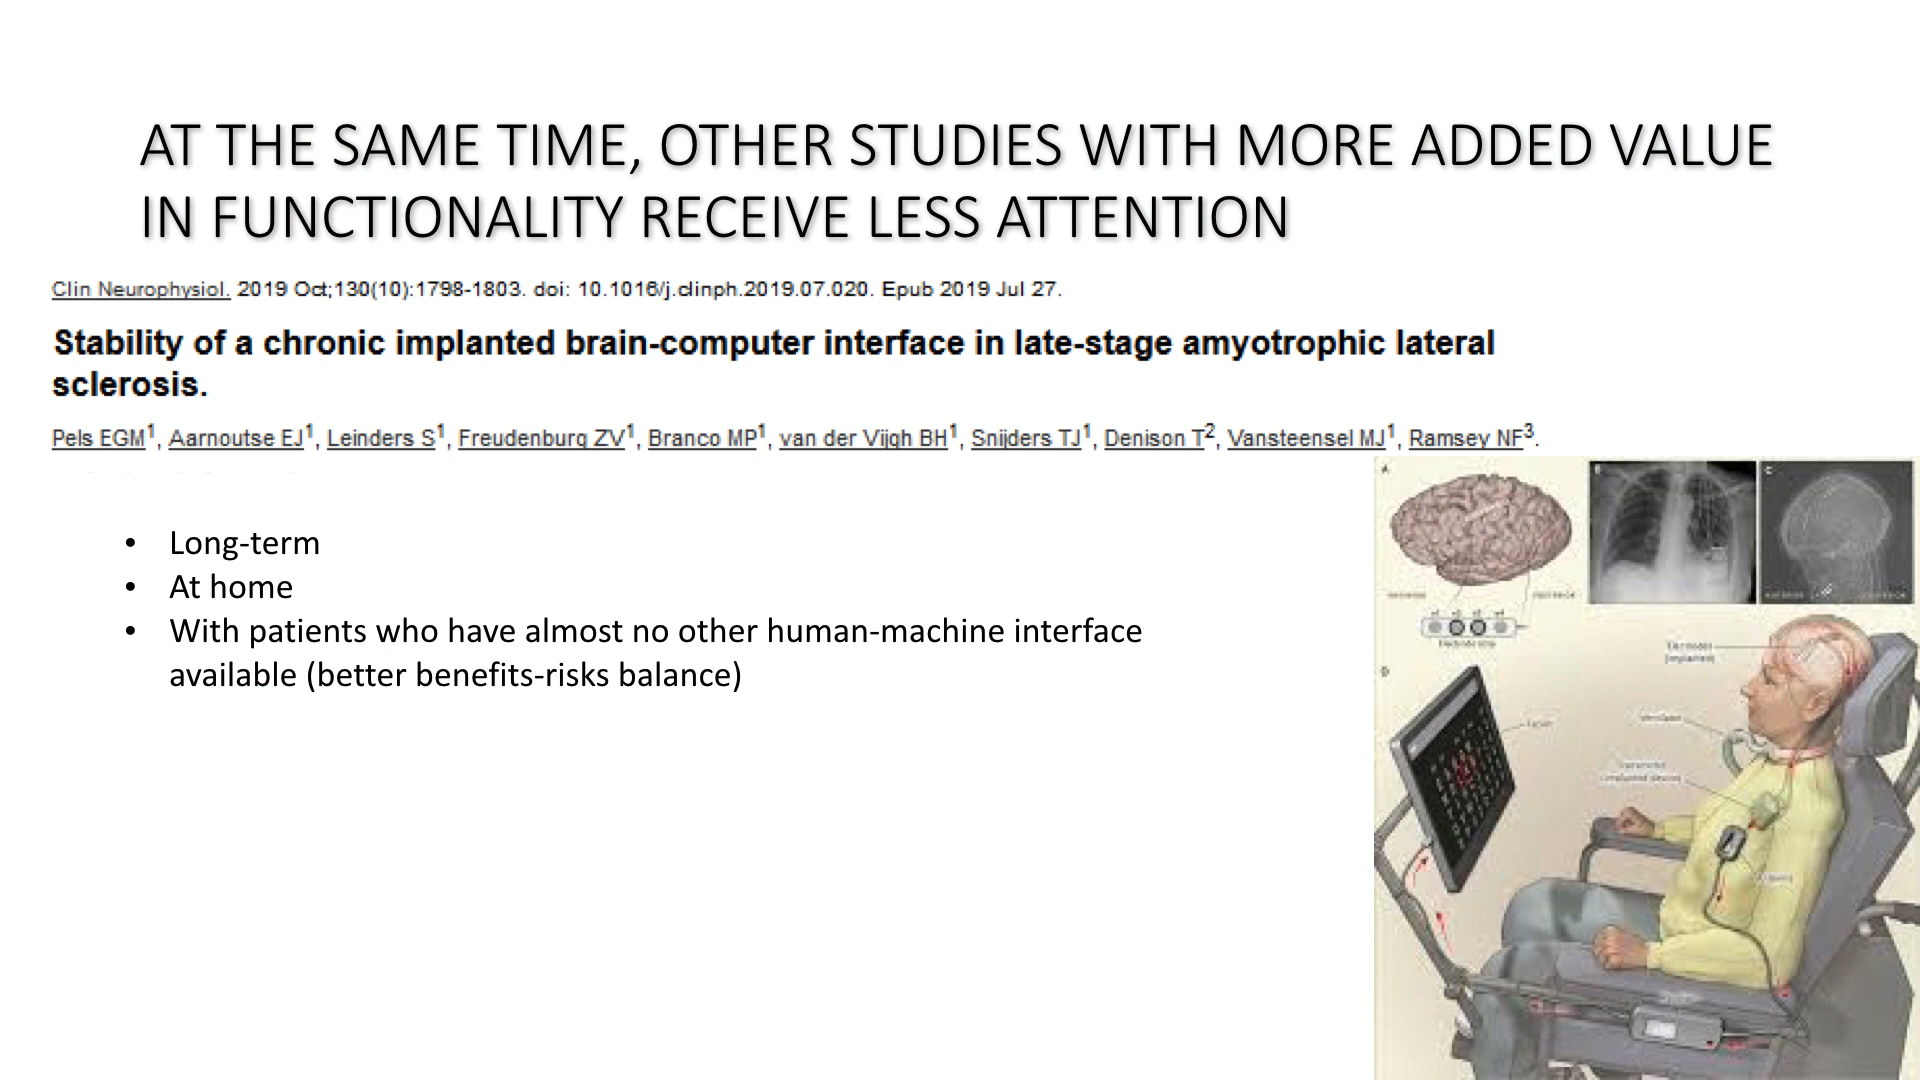 AT THE SAME TIME, OTHER STUDIES WITH MORE ADDED VALUE
IN FUNCTIONALITY RECEIVE LESS ATTENTION
Clin Neurophysiol. 2019 Oct;130(10):1798-1803. doi: 10.1016/j.clinph.2019.07.020. Epub 2019 Jul 27.
Stability of a chronic implanted brain-computer interface in late-stage amyotrophic lateral
sclerosis.
Pels EGM1, Aarnoutse EJ1, Leinders S1, Freudenburg ZV1, Branco MP1, van der Vijgh BH1, Snijders TJ1, Denison T2, Vansteensel MJ1, Ramsey NF3.
• Long-term
• At home
• With patients who have almost no other human-machine interface
available (better benefits-risks balance)
A
B
C
D
Electrodes
(implanted)